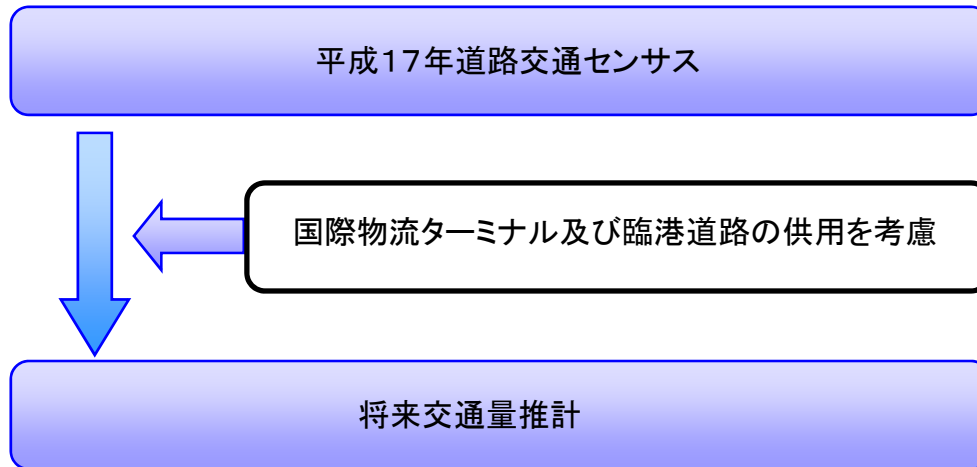 平成１７年道路交通センサス
国際物流ターミナル及び臨港道路の供用を考慮
将来交通量推計